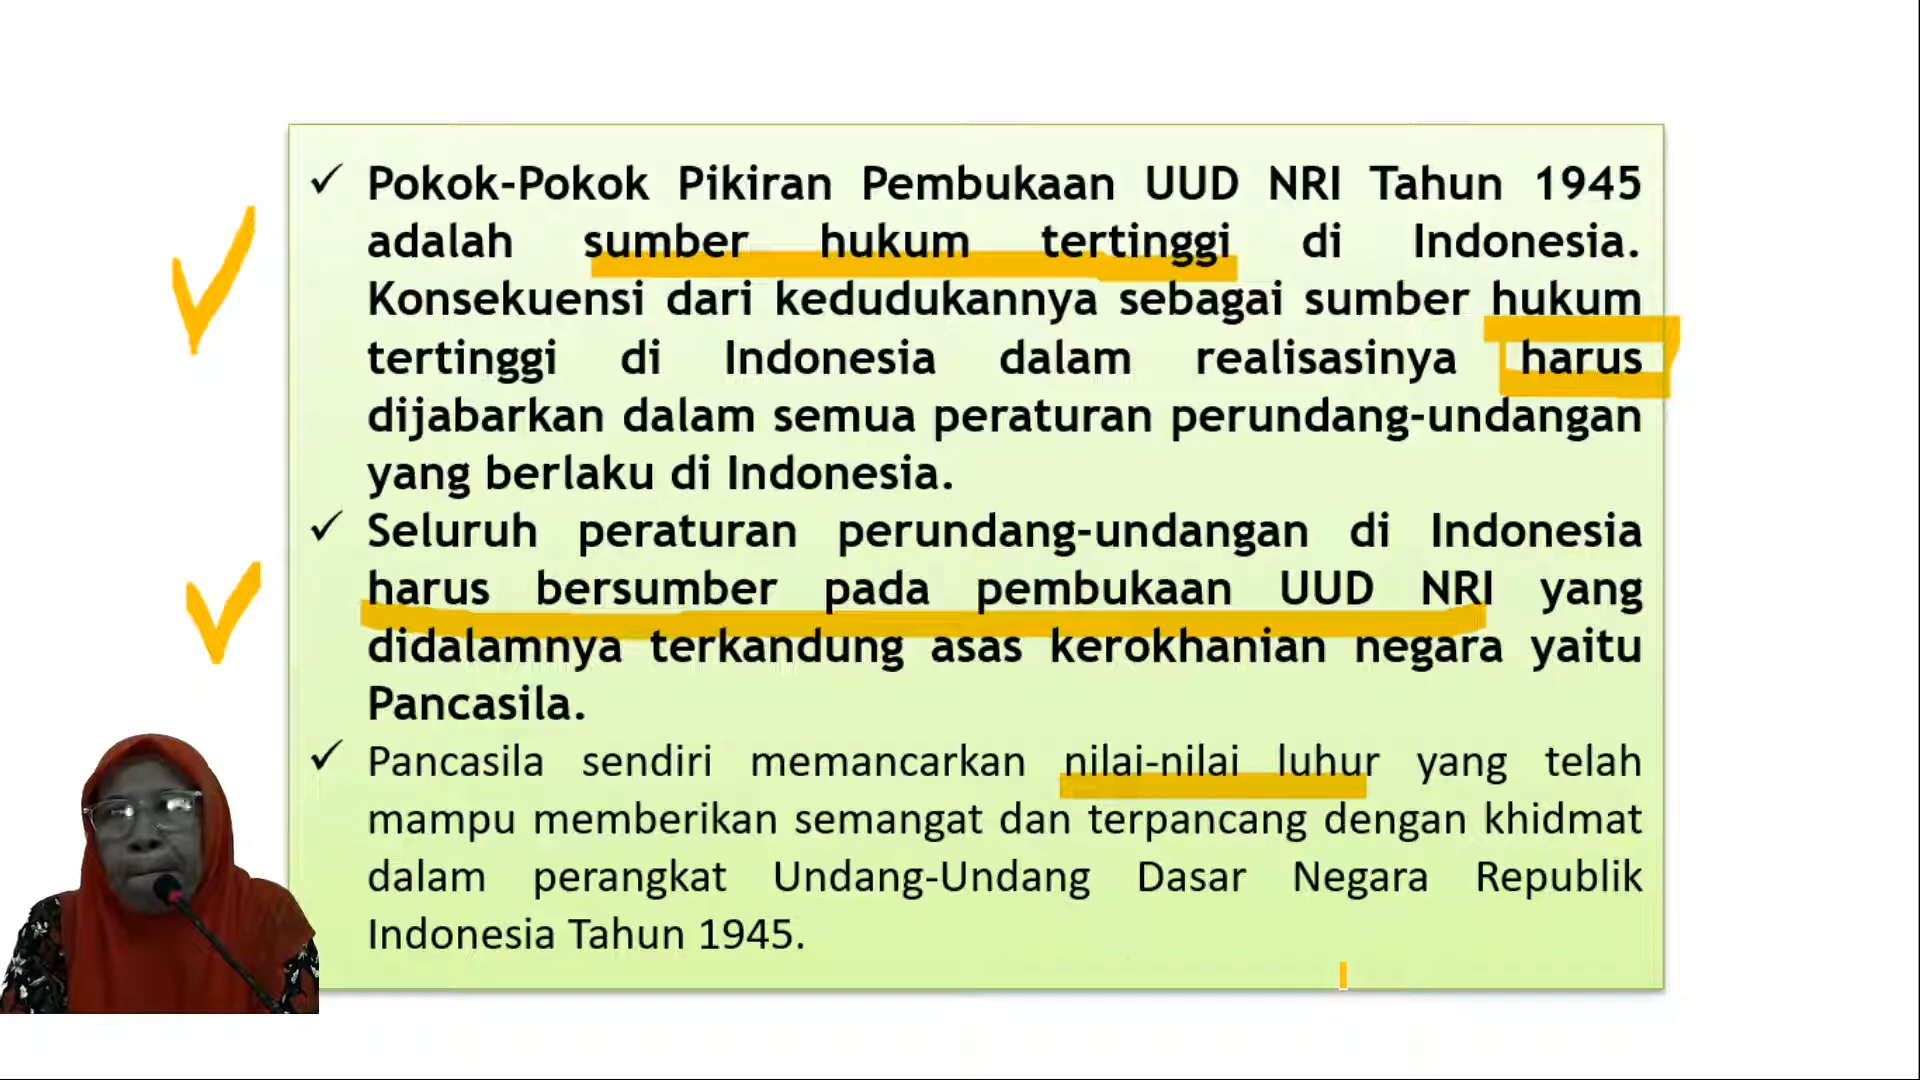 ✓ Pokok-Pokok Pikiran Pembukaan UUD NRI Tahun 1945
adalah sumber hukum tertinggi di Indonesia.
Konsekuensi dari kedudukannya sebagai sumber hukum
tertinggi di Indonesia dalam realisasinya harus
dijabarkan dalam semua peraturan perundang-undangan
yang berlaku di Indonesia.
✓ Seluruh peraturan perundang-undangan di Indonesia
harus bersumber pada pembukaan UUD NRI yang
didalamnya terkandung asas kerokhanian negara yaitu
Pancasila.
✓ Pancasila sendiri memancarkan nilai-nilai luhur yang telah
mampu memberikan semangat dan terpancang dengan khidmat
dalam perangkat Undang-Undang Dasar Negara Republik
Indonesia Tahun 1945.